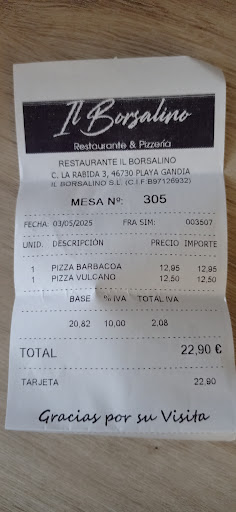 Il Borsalino
Restaurante & Pizzería
RESTAURANTE IL BORSALINO
C. LA RABIDA 3, 46730 PLAYA GANDIA
IL BORSALINO S.L. (C.I.F.B97126932)
MESA Nº: 305
FECHA: 03/05/2025 FRA SIM: 003507
UNID. DESCRIPCIÓN PRECIO IMPORTE
1 PIZZA BARBACOA 12,95 12,95
1 PIZZA VULCANO 12,50 12,50
BASE % IVA TOTAL IVA
20,82 10,00 2,08
TOTAL 22,90 €
TARJETA 22,90
Gracias por su Visita